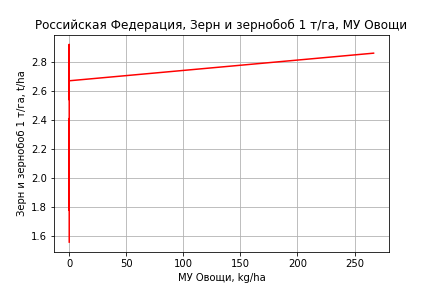 Российская Федерация, Зерн и зернобоб 1 т/га, МУ Овощи
Зерн и зернобоб 1 т/га, t/ha
2.8
2.6
2.4
2.2
2.0
1.8
1.6
0 50 100 150 200 250
МУ Овощи, kg/ha